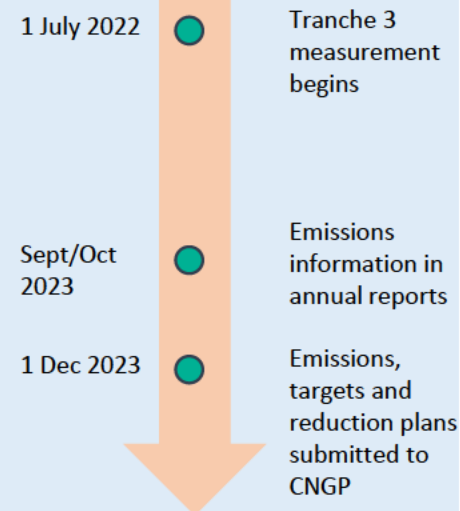 1 July 2022
Tranche 3
measurement
begins
Sept/Oct
2023
Emissions
information in
annual reports
1 Dec 2023
Emissions,
targets and
reduction plans
submitted to
CNGP